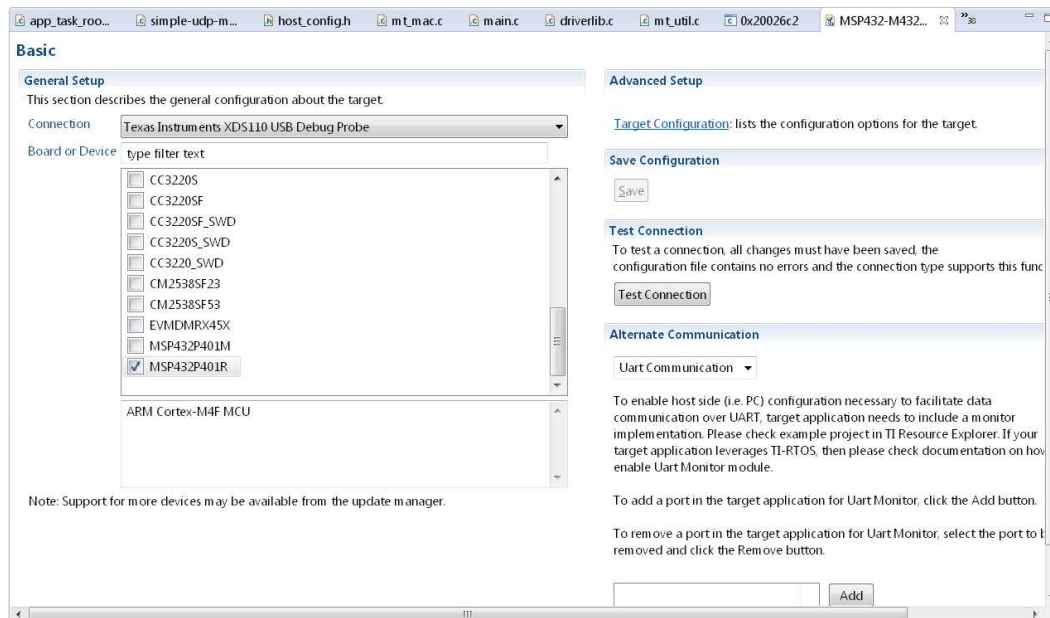 app_task_roo...
simple-udp-m...
host_config.h
mt_mac.c
main.c
driverlib.c
mt_util.c
0x20026c2
MSP432-M432...
»38
Basic
General Setup
This section describes the general configuration about the target.
Connection
Texas Instruments XDS110 USB Debug Probe
Board or Device
type filter text
CC3220S
CC3220SF
CC3220SF_SWD
CC3220S_SWD
CC3220_SWD
CM2538SF23
CM2538SF53
EVMDMRX45X
MSP432P401M
MSP432P401R
ARM Cortex-M4F MCU
Note: Support for more devices may be available from the update manager.
Advanced Setup
Target Configuration: lists the configuration options for the target.
Save Configuration
Save
Test Connection
To test a connection, all changes must have been saved, the
configuration file contains no errors and the connection type supports this func
Test Connection
Alternate Communication
Uart Communication
To enable host side (i.e. PC) configuration necessary to facilitate data
communication over UART, target application needs to include a monitor
implementation. Please check example project in TI Resource Explorer. If your
target application leverages TI-RTOS, then please check documentation on how
enable Uart Monitor module.
To add a port in the target application for Uart Monitor, click the Add button.
To remove a port in the target application for Uart Monitor, select the port to b
removed and click the Remove button.
Add